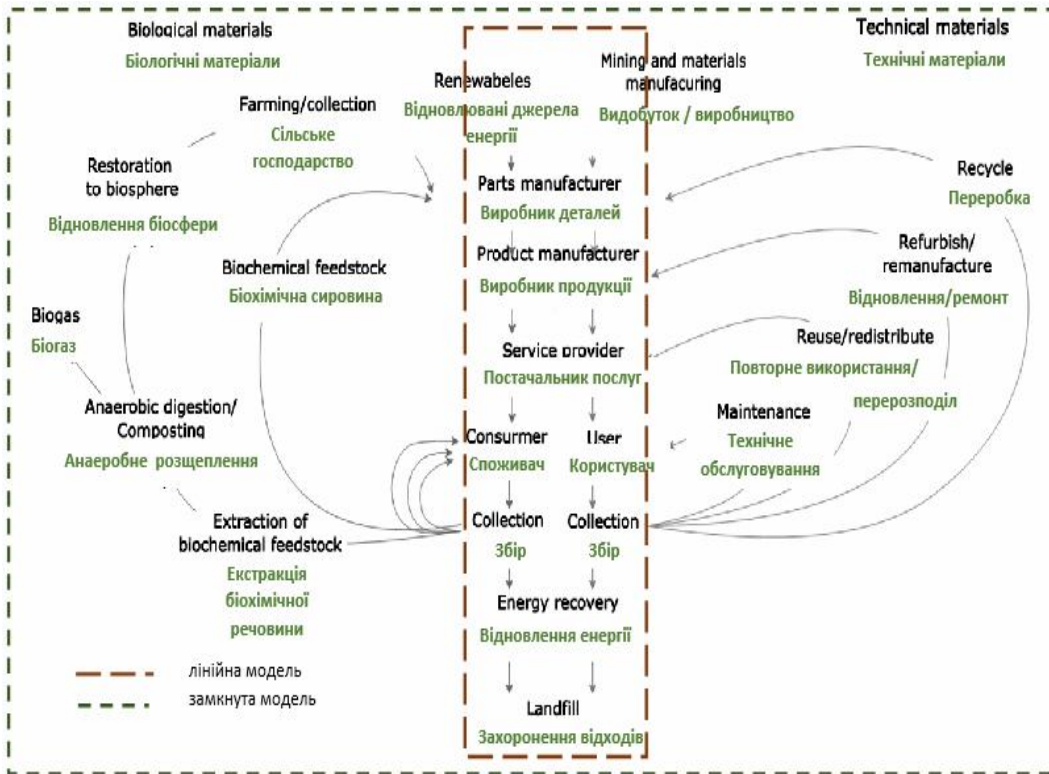 Biological materials
Біологічні матеріали
Technical materials
Технічні матеріали
Renewabeles
Відновлювані джерела
енергії
Mining and materials
manufacuring
Видобуток / виробництво
Farming/collection
Сільське
господарство
Restoration
to biosphere
Відновлення біосфери
Parts manufacturer
Виробник деталей
Recycle
Переробка
Biochemical feedstock
Біохімічна сировина
Product manufacturer
Виробник продукції
Refurbish/
remanufacture
Відновлення/ремонт
Biogas
Біогаз
Service provider
Постачальник послуг
Reuse/redistribute
Повторне використання/
перерозподіл
Anaerobic digestion/
Composting
Анаеробне розщеплення
Consurmer
Споживач
User
Користувач
Maintenance
Технічне
обслуговування
Extraction of
biochemical feedstock
Екстракція
біохімічної
речовини
Collection
Збір
Collection
Збір
Energy recovery
Відновлення енергії
Landfill
Захоронення відходів
лінійна модель
замкнута модель